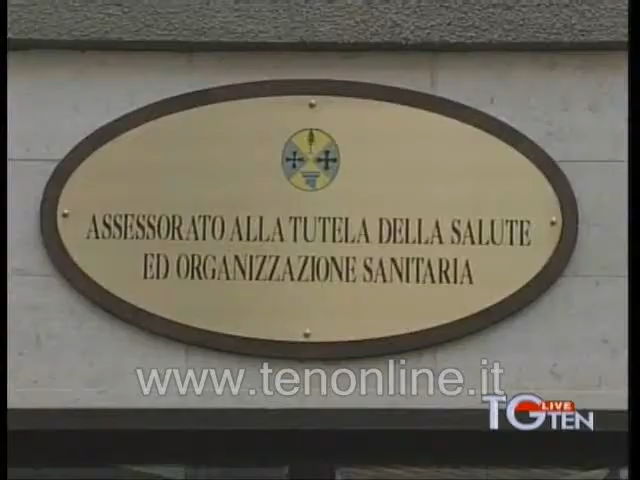 ASSESSORATO ALLA TUTELA DELLA SALUTE
ED ORGANIZZAZIONE SANITARIA
www.tenonline.it
TG LIVE TEN